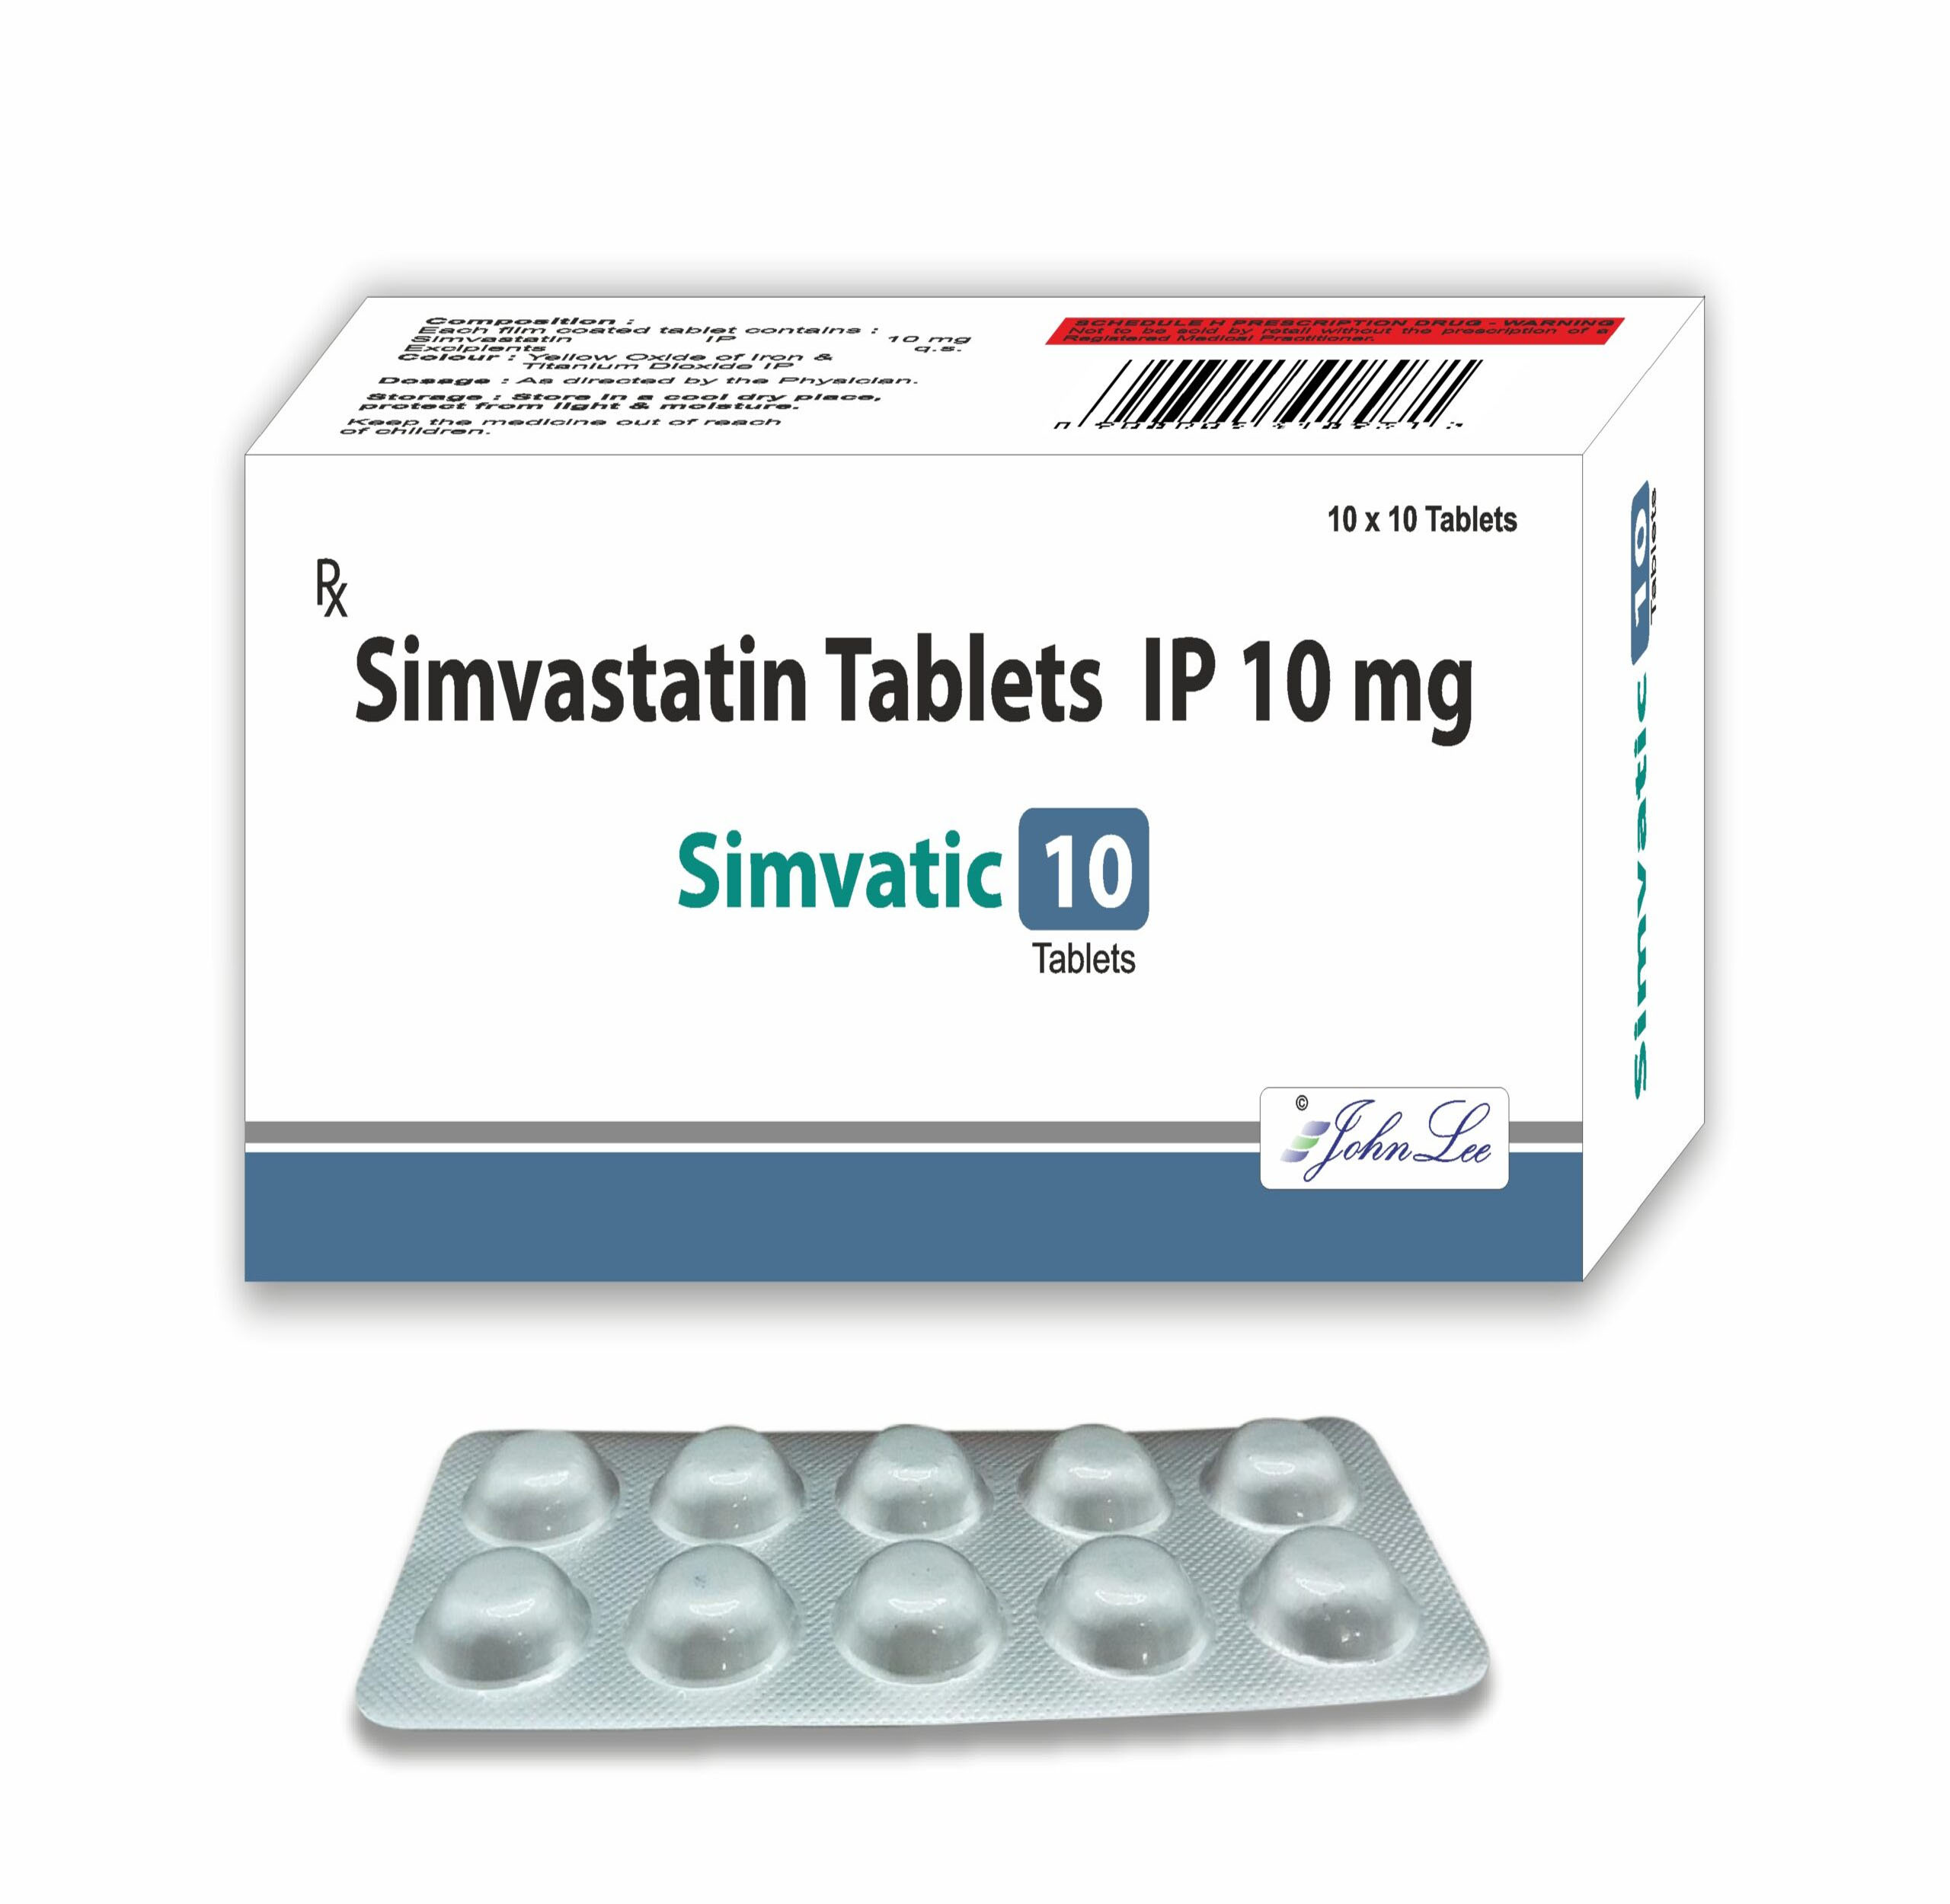 Composition :
Each film coated tablet contains :
Simvastatin IP 10 mg
Excipients q.s.
Colour : Yellow Oxide of Iron &
Titanium Dioxide IP
Dosage : As directed by the Physician.
Storage : Store in a cool dry place,
protect from light & moisture.
Keep the medicine out of reach
of children.
SCHEDULE H PRESCRIPTION DRUG - WARNING
Not to be sold by retail without the prescription of a
Registered Medical Practitioner.
10 x 10 Tablets
Rx
Simvastatin Tablets IP 10 mg
Simvatic 10
Tablets
© John Lee
Simvatic 10
Tablets